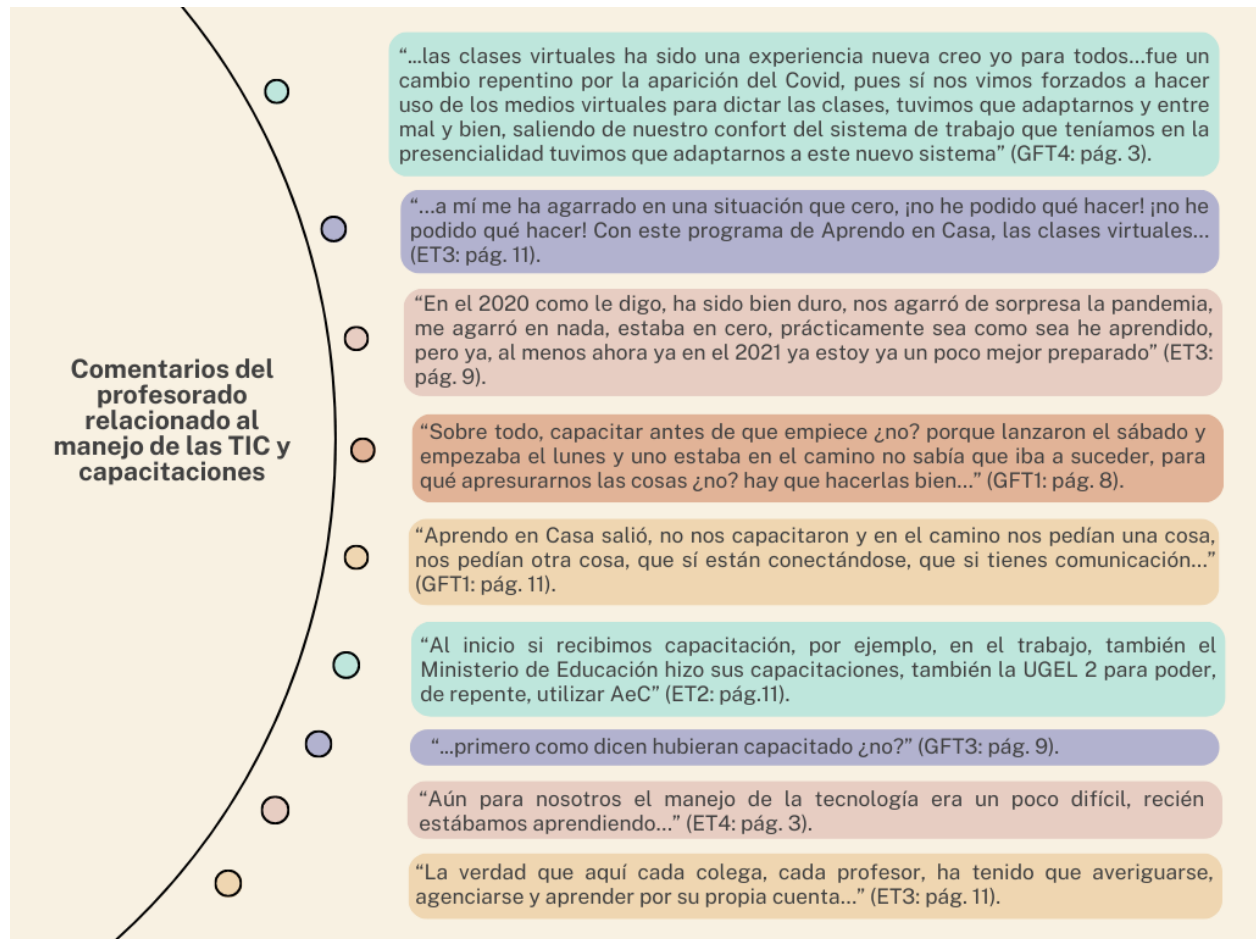 Comentarios del
profesorado
relacionado al
manejo de las TIC y
capacitaciones
“...las clases virtuales ha sido una experiencia nueva creo yo para todos...fue un
cambio repentino por la aparición del Covid, pues sí nos vimos forzados a hacer
uso de los medios virtuales para dictar las clases, tuvimos que adaptarnos y entre
mal y bien, saliendo de nuestro confort del sistema de trabajo que teníamos en la
presencialidad tuvimos que adaptarnos a este nuevo sistema” (GFT4: pág. 3).
“...a mí me ha agarrado en una situación que cero, ¡no he podido qué hacer! ¡no he
podido qué hacer! Con este programa de Aprendo en Casa, las clases virtuales...
(ET3: pág. 11).
“En el 2020 como le digo, ha sido bien duro, nos agarró de sorpresa la pandemia,
me agarró en nada, estaba en cero, prácticamente sea como sea he aprendido,
pero ya, al menos ahora ya en el 2021 ya estoy ya un poco mejor preparado” (ET3:
pág. 9).
“Sobre todo, capacitar antes de que empiece ¿no? porque lanzaron el sábado y
empezaba el lunes y uno estaba en el camino no sabía que iba a suceder, para
qué apresurarnos las cosas ¿no? hay que hacerlas bien...” (GFT1: pág. 8).
“Aprendo en Casa salió, no nos capacitaron y en el camino nos pedían una cosa,
nos pedían otra cosa, que sí están conectándose, que si tienes comunicación...”
(GFT1: pág. 11).
“Al inicio si recibimos capacitación, por ejemplo, en el trabajo, también el
Ministerio de Educación hizo sus capacitaciones, también la UGEL 2 para poder,
de repente, utilizar AeC” (ET2: pág.11).
“...primero como dicen hubieran capacitado ¿no?” (GFT3: pág. 9).
“Aún para nosotros el manejo de la tecnología era un poco difícil, recién
estábamos aprendiendo...” (ET4: pág. 3).
“La verdad que aquí cada colega, cada profesor, ha tenido que averiguarse,
agenciarse y aprender por su propia cuenta...” (ET3: pág. 11).